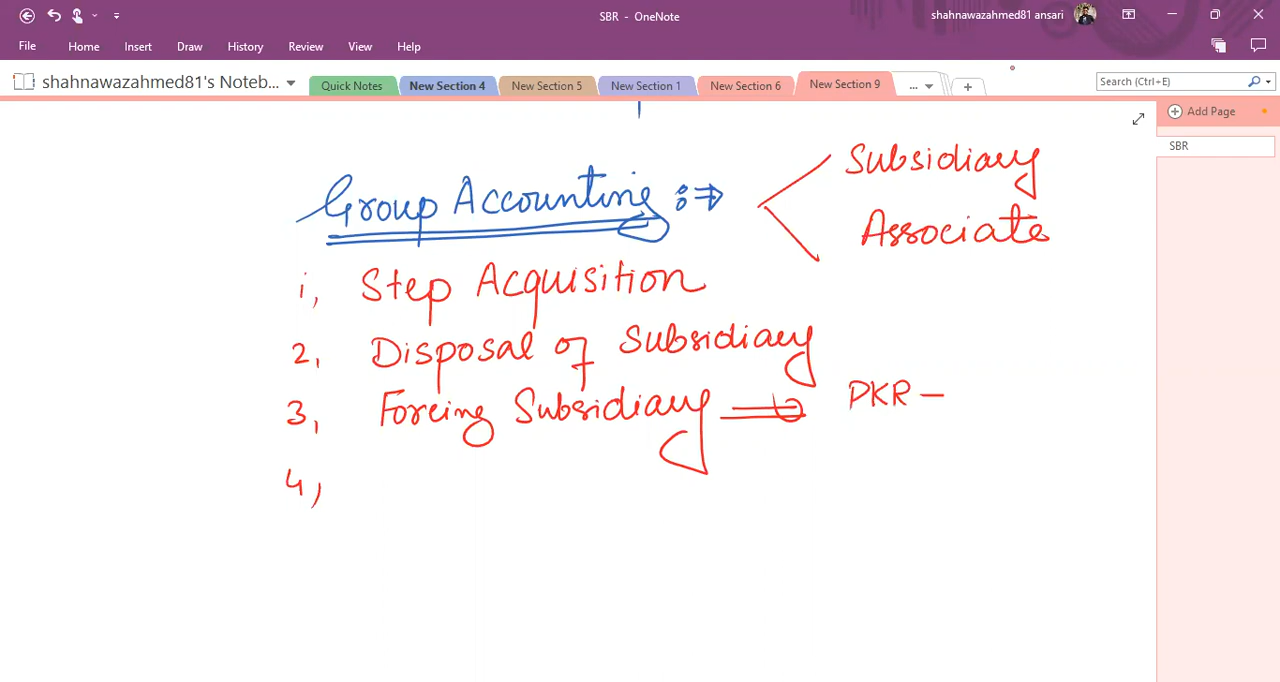 SBR - OneNote
shahnawazahmed81 ansari
File Home Insert Draw History Review View Help
shahnawazahmed81's Noteb... Quick Notes New Section 4 New Section 5 New Section 1 New Section 6 New Section 9 ... +
Search (Ctrl+E)
Add Page
SBR
Group Accounting :⇒
Subsidiary
Associate
i, Step Acquisition
2, Disposal of Subsidiary
3, Foreing Subsidiary ⇒ PKR –
4,